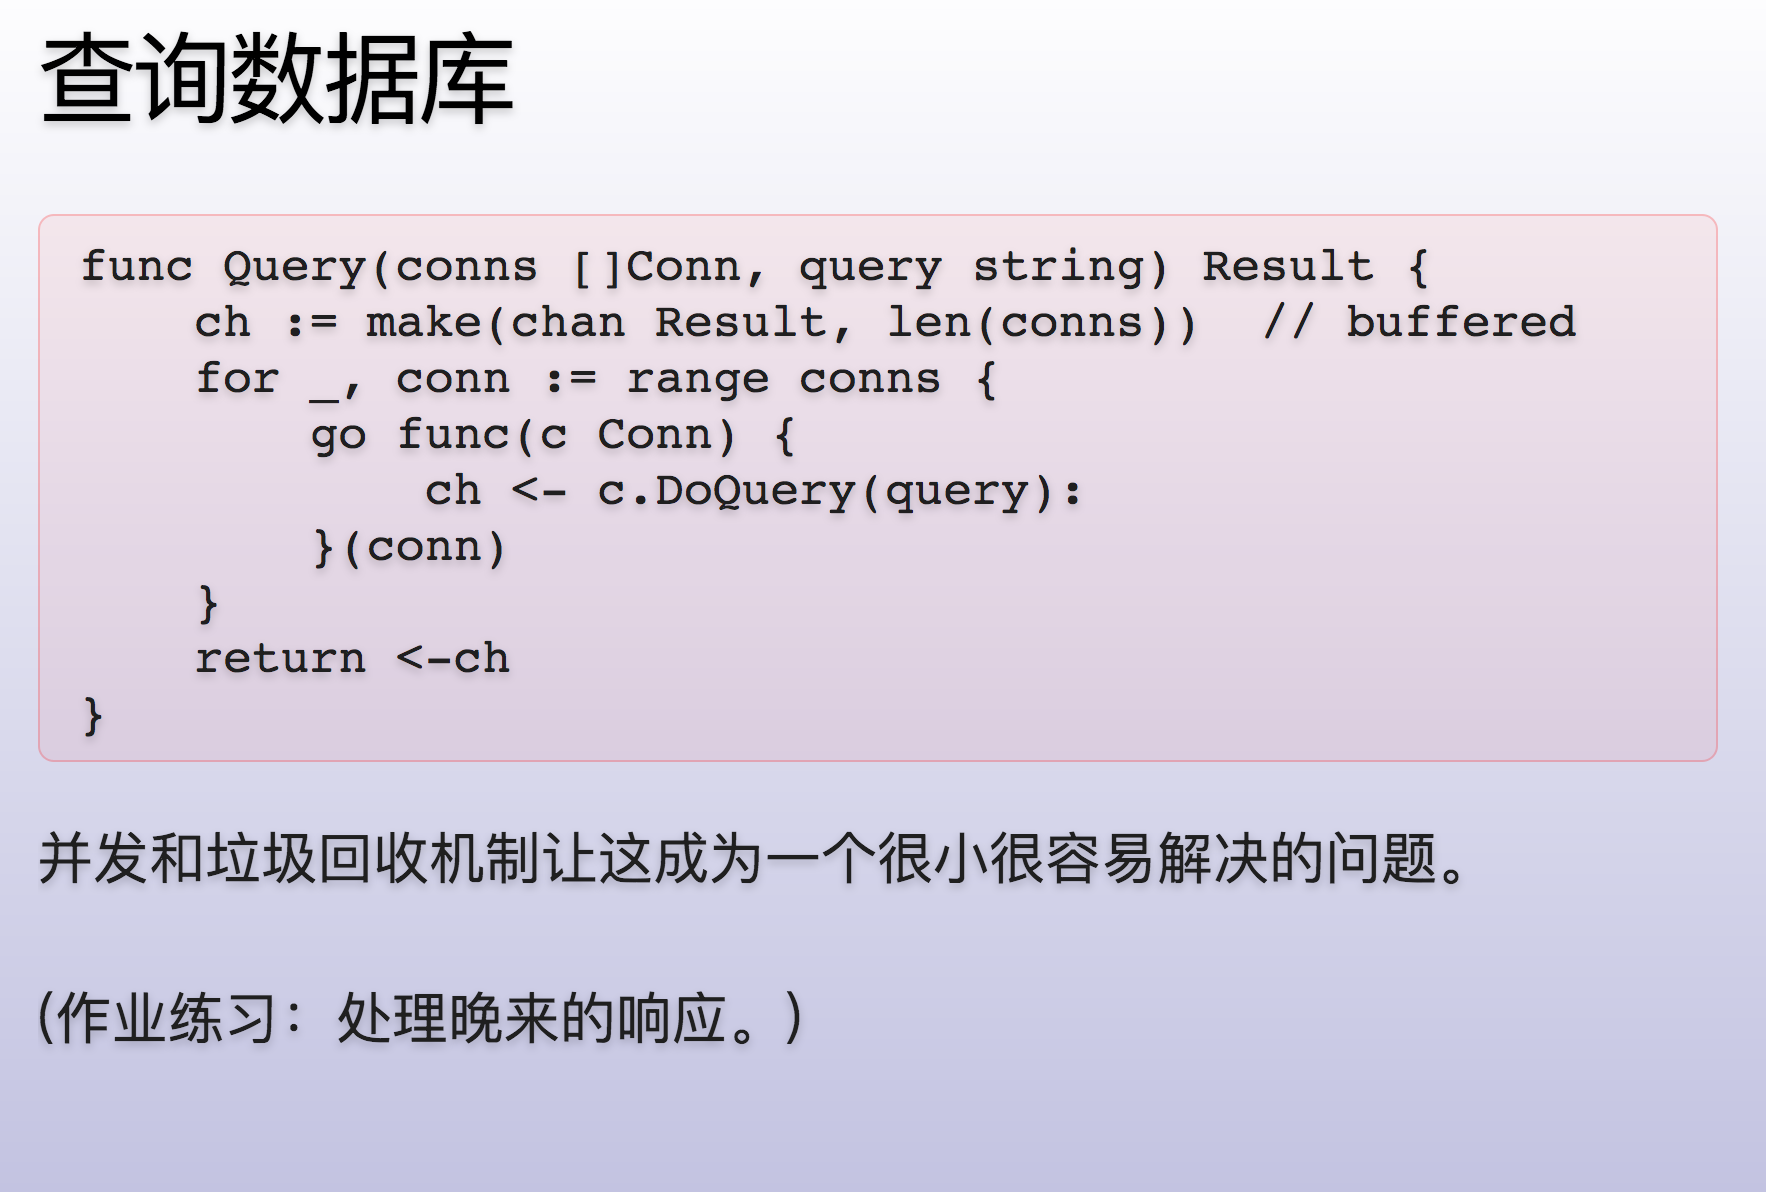 查询数据库
func Query(conns []Conn, query string) Result {
    ch := make(chan Result, len(conns))  // buffered
    for _, conn := range conns {
        go func(c Conn) {
            ch <- c.DoQuery(query):
        }(conn)
    }
    return <-ch
}
并发和垃圾回收机制让这成为一个很小很容易解决的问题。
(作业练习：处理晚来的响应。)